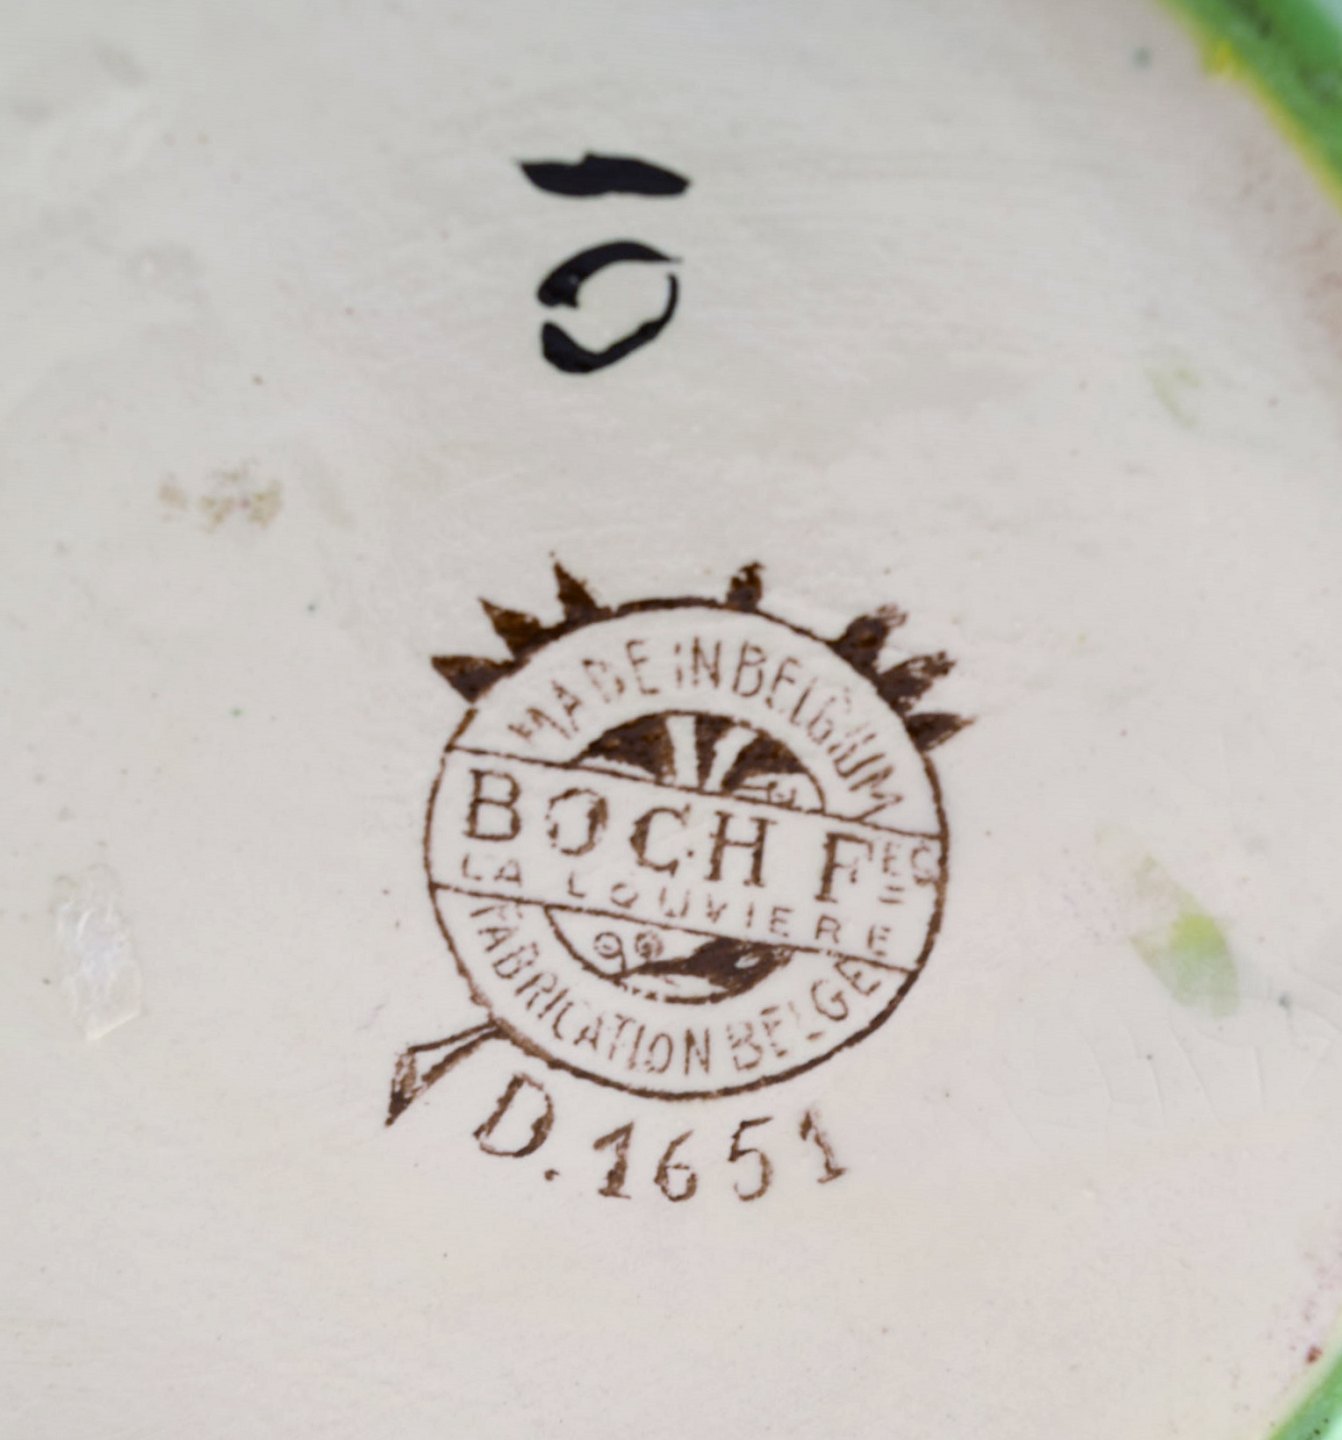 10
MADE IN BELGIUM
BOCH FRES
LA LOUVIERE
FABRICATION BELGE
D.1651